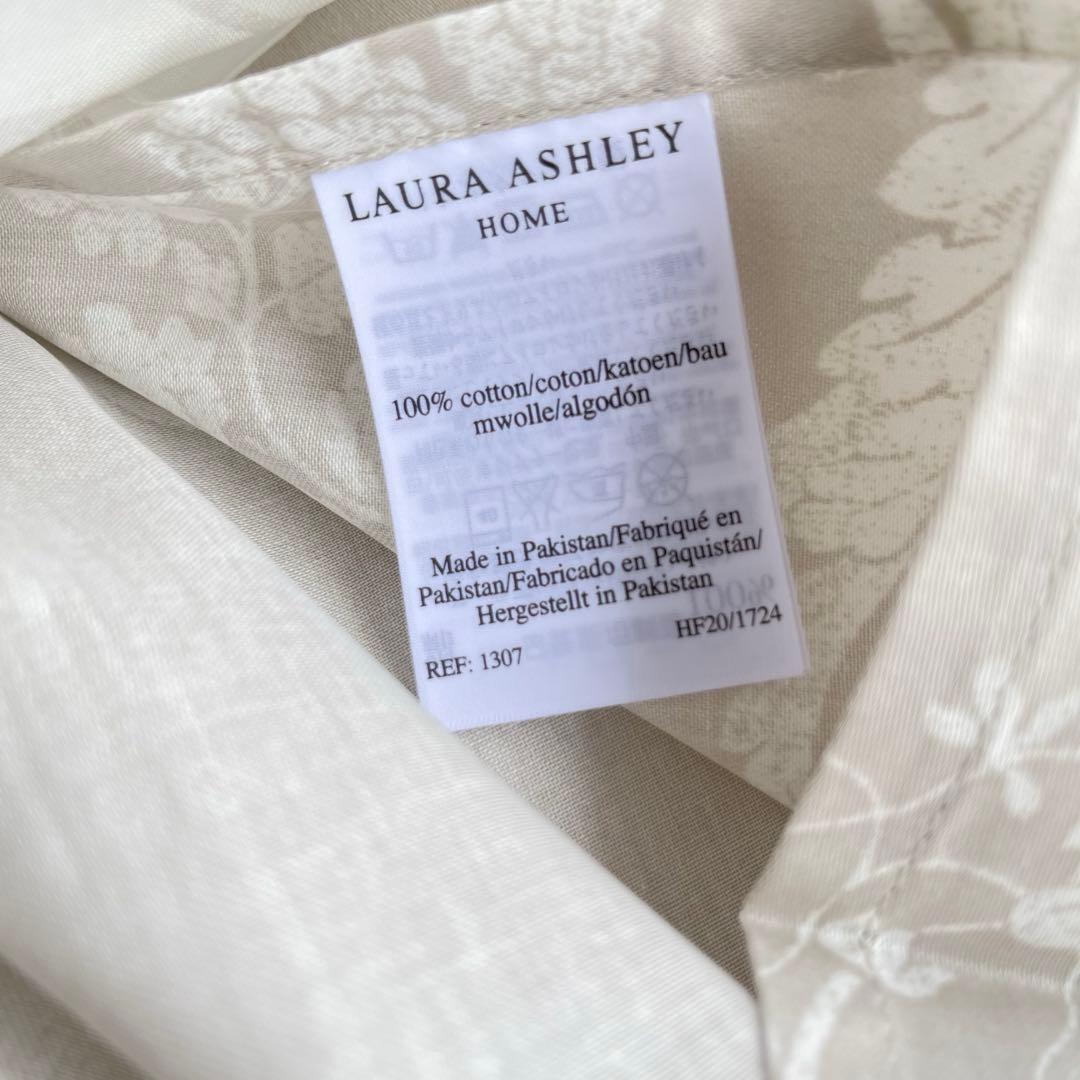 LAURA ASHLEY
HOME
100% cotton/coton/katoen/bau
mwolle/algodón
Made in Pakistan/Fabriqué en
Pakistan/Fabricado en Paquistán/
Hergestellt in Pakistan
HF20/1724
REF: 1307